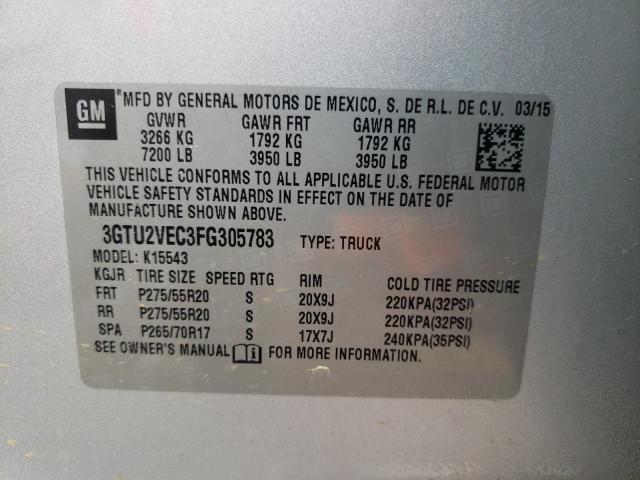 GM MFD BY GENERAL MOTORS DE MEXICO, S. DE R.L. DE C.V. 03/15
GVWR GAWR FRT GAWR RR
3266 KG 1792 KG 1792 KG
7200 LB 3950 LB 3950 LB
THIS VEHICLE CONFORMS TO ALL APPLICABLE U.S. FEDERAL MOTOR
VEHICLE SAFETY STANDARDS IN EFFECT ON THE DATE OF
MANUFACTURE SHOWN ABOVE.
3GTU2VEC3FG305783 TYPE: TRUCK
MODEL: K15543
KGJR TIRE SIZE SPEED RTG RIM COLD TIRE PRESSURE
FRT P275/55R20 S 20X9J 220KPA(32PSI)
RR P275/55R20 S 20X9J 220KPA(32PSI)
SPA P265/70R17 S 17X7J 240KPA(35PSI)
SEE OWNER'S MANUAL FOR MORE INFORMATION.